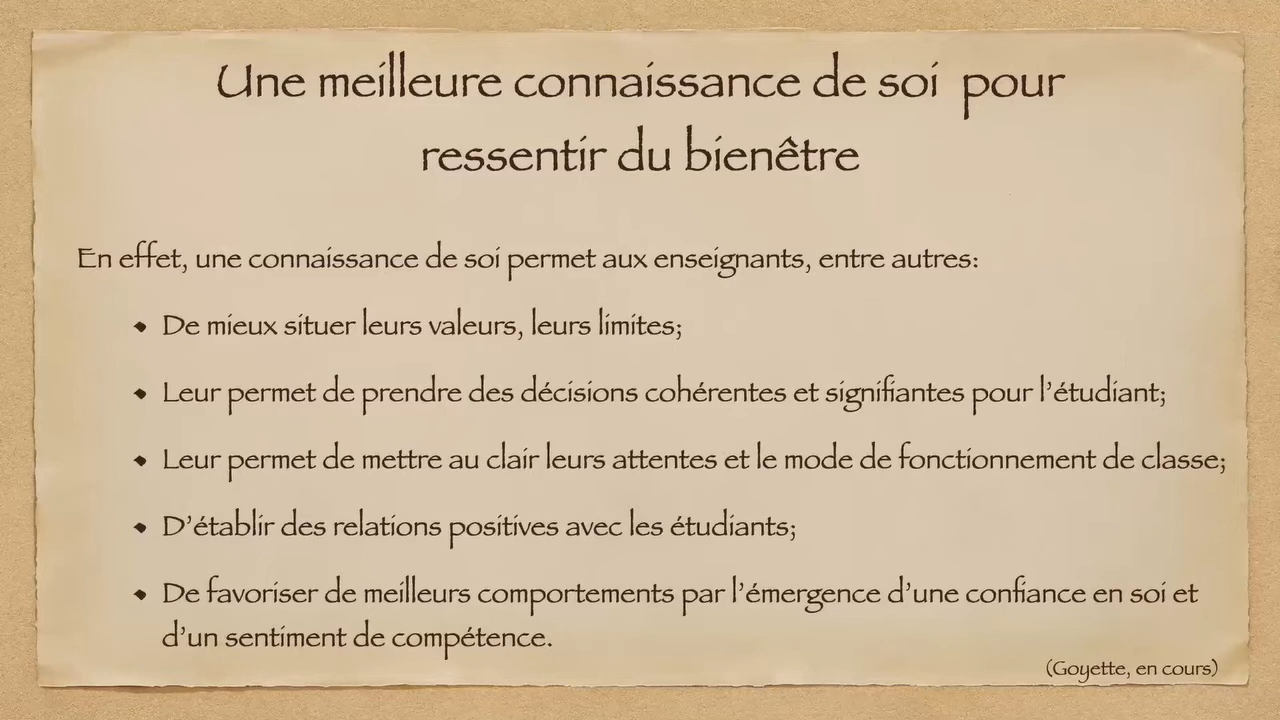 Une meilleure connaissance de soi pour
ressentir du bienêtre
En effet, une connaissance de soi permet aux enseignants, entre autres:
• De mieux situer leurs valeurs, leurs limites;
• Leur permet de prendre des décisions cohérentes et signifiantes pour l'étudiant;
• Leur permet de mettre au clair leurs attentes et le mode de fonctionnement de classe;
• D'établir des relations positives avec les étudiants;
• De favoriser de meilleurs comportements par l'émergence d'une confiance en soi et
d'un sentiment de compétence.
(Goyette, en cours)